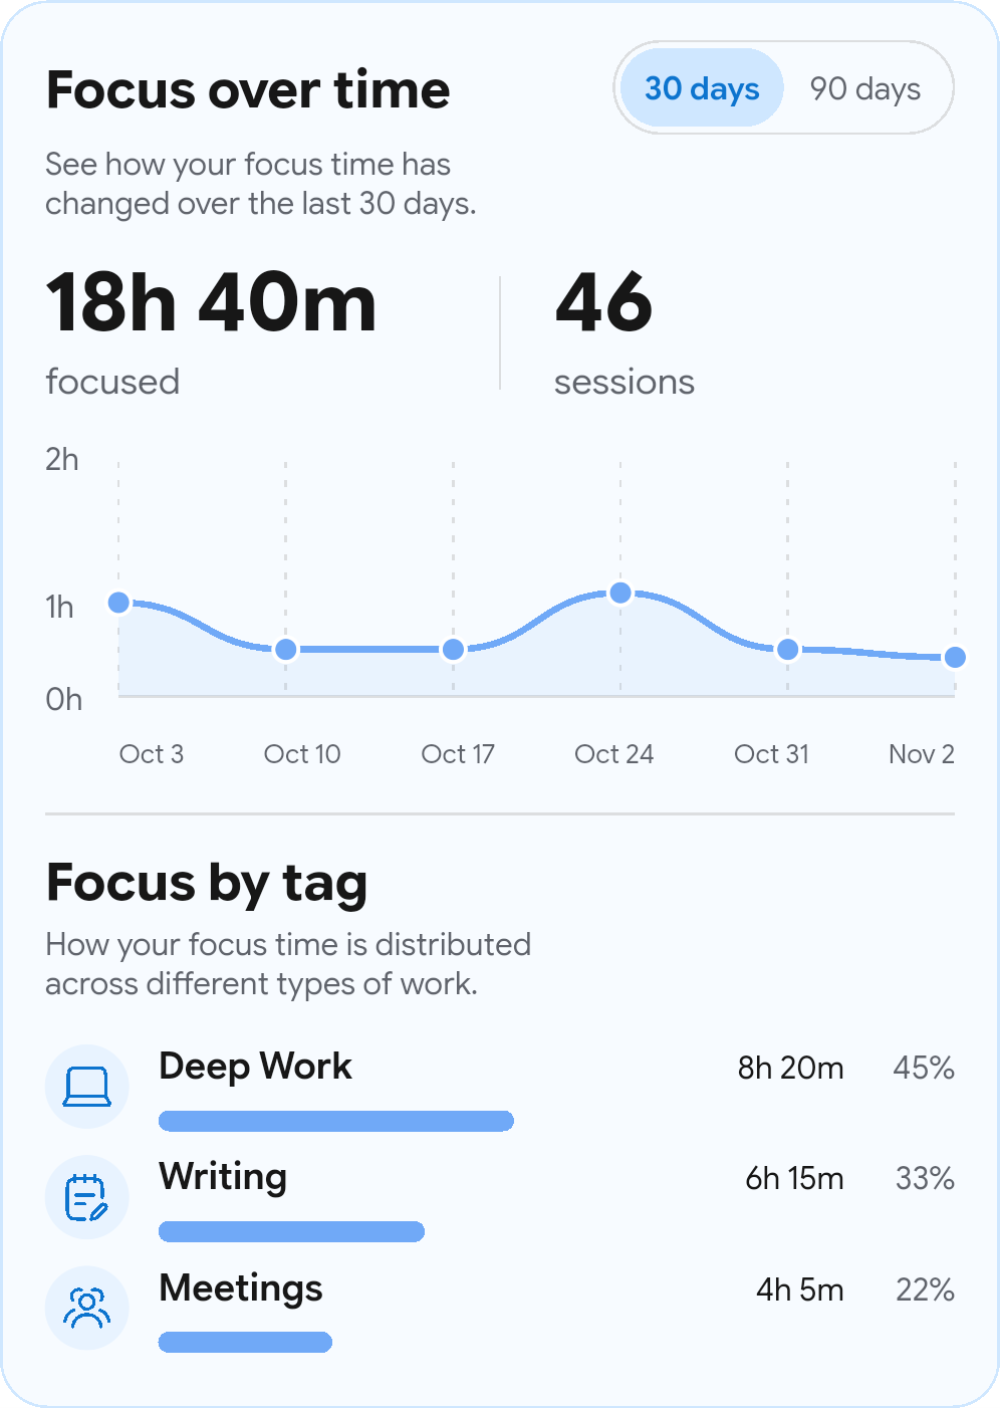 Focus over time
30 days 90 days
See how your focus time has
changed over the last 30 days.
18h 40m
focused
46
sessions
2h
1h
0h
Oct 3 Oct 10 Oct 17 Oct 24 Oct 31 Nov 2
Focus by tag
How your focus time is distributed
across different types of work.
Deep Work 8h 20m 45%
Writing 6h 15m 33%
Meetings 4h 5m 22%